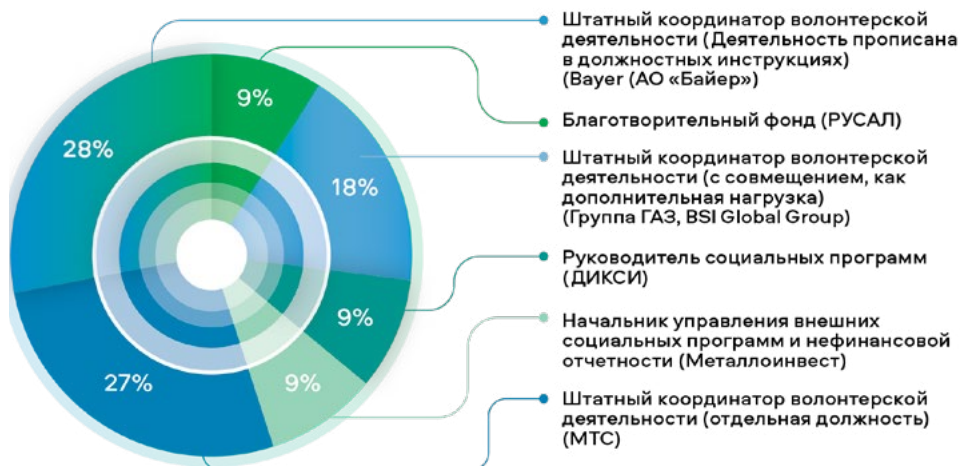 Штатный координатор волонтерской
деятельности (Деятельность прописана
в должностных инструкциях)
(Bayer (АО «Байер»)
Благотворительный фонд (РУСАЛ)
Штатный координатор волонтерской
деятельности (с совмещением, как
дополнительная нагрузка)
(Группа ГАЗ, BSI Global Group)
Руководитель социальных программ
(ДИКСИ)
Начальник управления внешних
социальных программ и нефинансовой
отчетности (Металлоинвест)
Штатный координатор волонтерской
деятельности (отдельная должность)
(МТС)
9%
28%
18%
9%
27%
9%